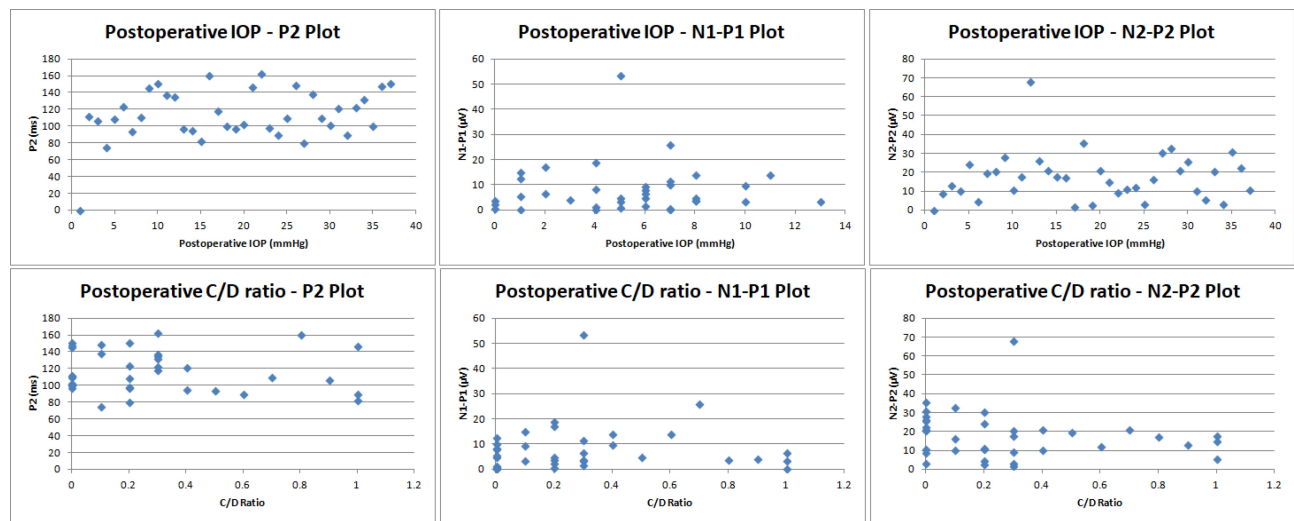 Postoperative IOP - P2 Plot
P2 (ms)
180
160
140
120
100
80
60
40
20
0
0 5 10 15 20 25 30 35 40
Postoperative IOP (mmHg)
Postoperative IOP - N1-P1 Plot
N1-P1 (µV)
60
50
40
30
20
10
0
0 2 4 6 8 10 12 14
Postoperative IOP (mmHg)
Postoperative IOP - N2-P2 Plot
N2-P2 (µV)
80
70
60
50
40
30
20
10
0
0 5 10 15 20 25 30 35 40
Postoperative IOP (mmHg)
Postoperative C/D ratio - P2 Plot
P2 (ms)
180
160
140
120
100
80
60
40
20
0
0 0.2 0.4 0.6 0.8 1 1.2
C/D Ratio
Postoperative C/D ratio - N1-P1 Plot
N1-P1 (µV)
60
50
40
30
20
10
0
0 0.2 0.4 0.6 0.8 1 1.2
C/D Ratio
Postoperative C/D ratio - N2-P2 Plot
N2-P2 (µV)
80
70
60
50
40
30
20
10
0
0 0.2 0.4 0.6 0.8 1 1.2
C/D Ratio